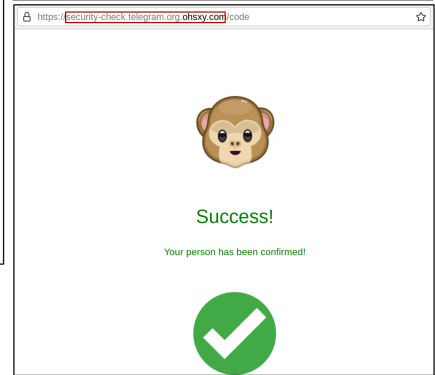 https://security-check.telegram.org.ohsxy.com/code
Success!
Your person has been confirmed!